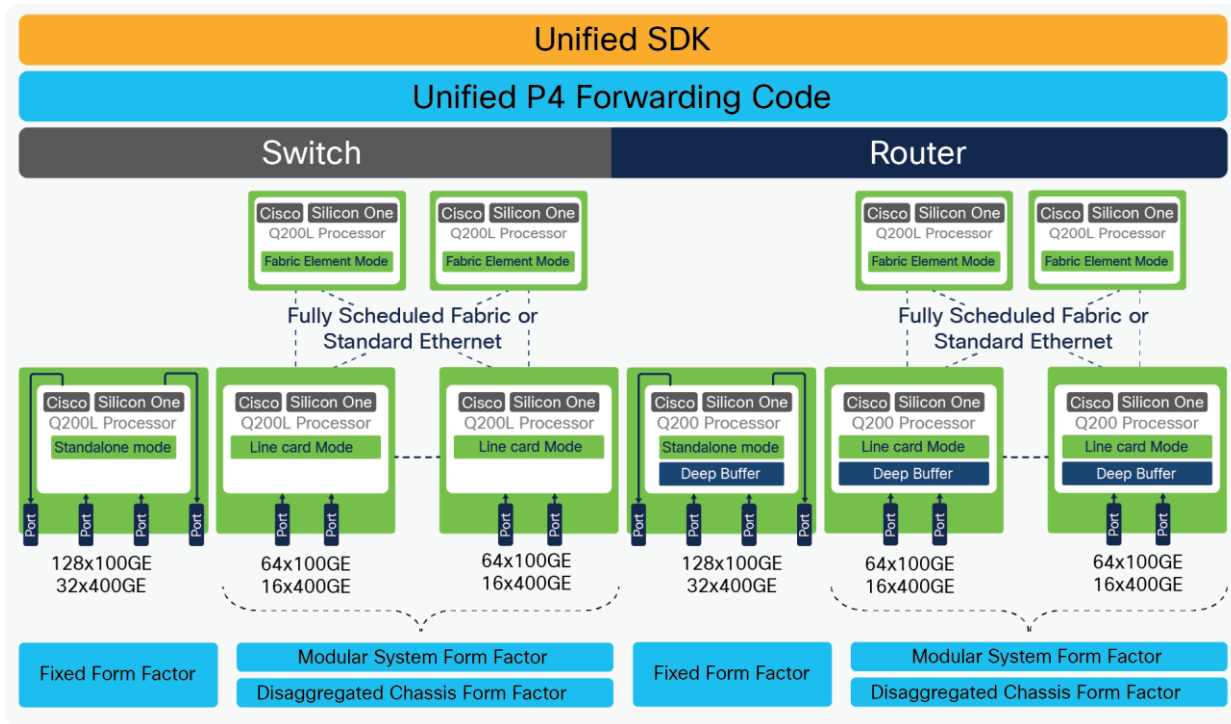 Unified SDK
Unified P4 Forwarding Code
Switch
Router
Cisco Silicon One
Q200L Processor
Fabric Element Mode
Cisco Silicon One
Q200L Processor
Fabric Element Mode
Fully Scheduled Fabric or
Standard Ethernet
Cisco Silicon One
Q200L Processor
Fabric Element Mode
Cisco Silicon One
Q200L Processor
Fabric Element Mode
Fully Scheduled Fabric or
Standard Ethernet
Cisco Silicon One
Q200L Processor
Standalone mode
Port Port Port Port
128x100GE
32x400GE
Cisco Silicon One
Q200L Processor
Line card Mode
Port Port
64x100GE
16x400GE
Cisco Silicon One
Q200L Processor
Line card Mode
Port Port
64x100GE
16x400GE
Cisco Silicon One
Q200 Processor
Standalone mode
Deep Buffer
Port Port Port Port
128x100GE
32x400GE
Cisco Silicon One
Q200 Processor
Line card Mode
Deep Buffer
Port Port
64x100GE
16x400GE
Cisco Silicon One
Q200 Processor
Line card Mode
Deep Buffer
Port Port
64x100GE
16x400GE
Fixed Form Factor
Modular System Form Factor
Disaggregated Chassis Form Factor
Fixed Form Factor
Modular System Form Factor
Disaggregated Chassis Form Factor